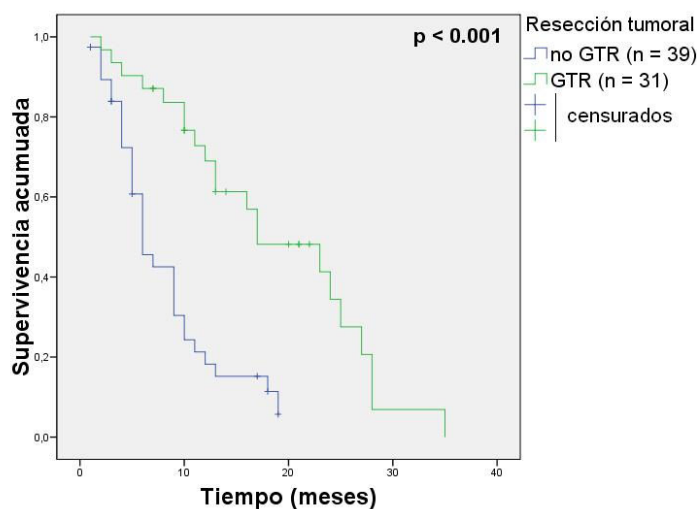 p < 0.001
Resección tumoral
no GTR (n = 39)
GTR (n = 31)
censurados
Supervivencia acumuada
1,0
0,8
0,6
0,4
0,2
0,0
0
10
20
30
40
Tiempo (meses)